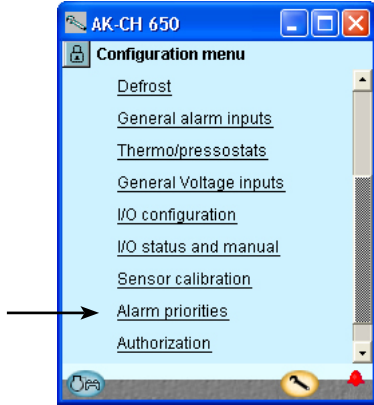 AK-CH 650
Configuration menu
Defrost
General alarm inputs
Thermo/pressostats
General Voltage inputs
I/O configuration
I/O status and manual
Sensor calibration
Alarm priorities
Authorization